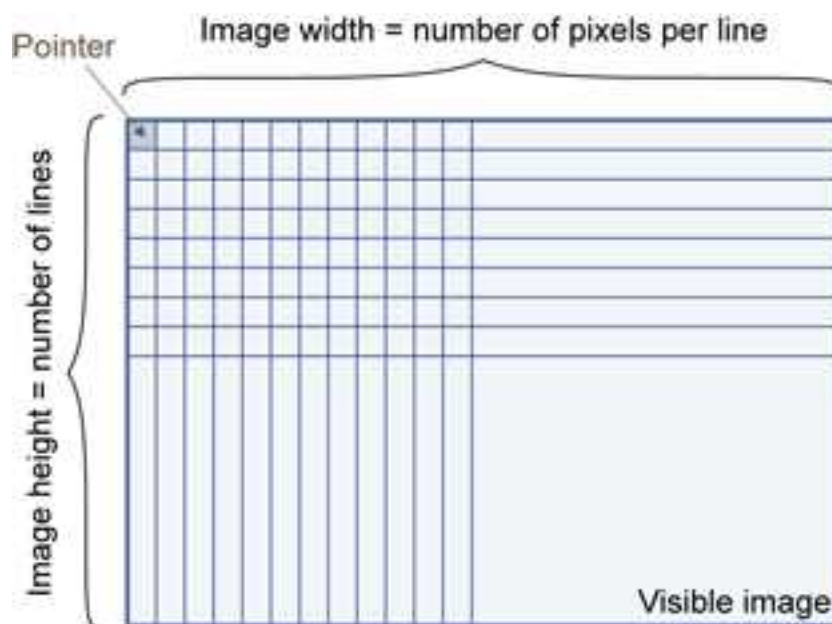 Image width = number of pixels per line
Pointer
Image height = number of lines
Visible image